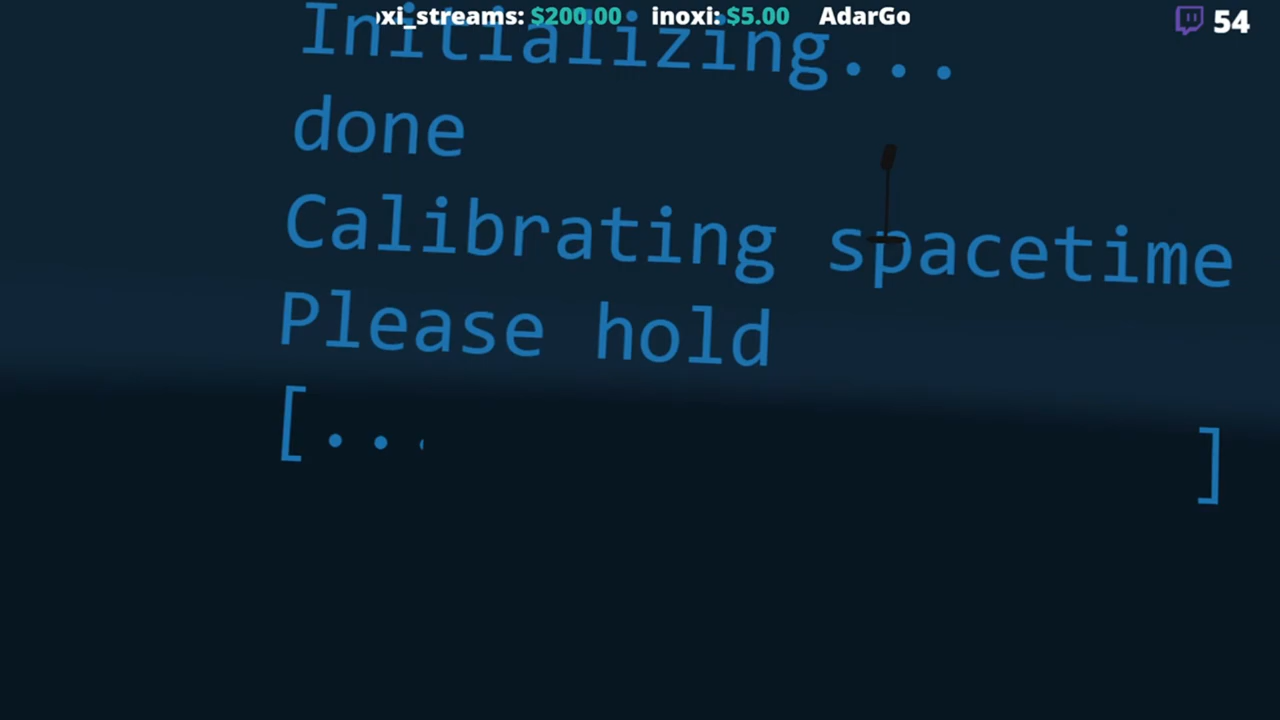 xi_streams: $200.00 inoxi: $5.00 AdarGo
54
Initializing...
done
Calibrating spacetime
Please hold
[.. ]